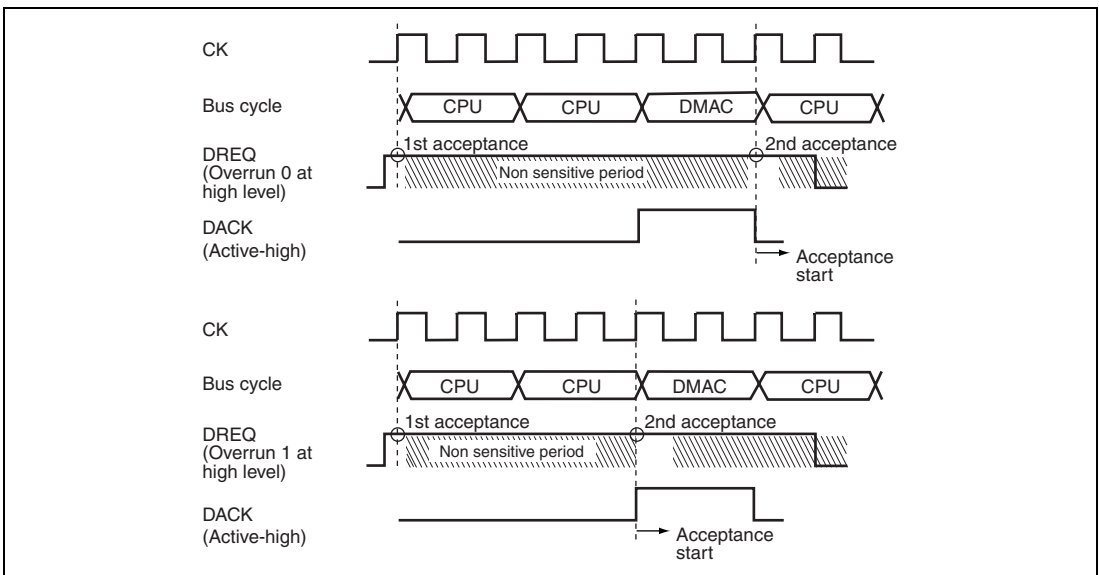 CK
Bus cycle
CPU CPU DMAC CPU
1st acceptance 2nd acceptance
DREQ
(Overrun 0 at
high level)
Non sensitive period
DACK
(Active-high)
Acceptance
start
CK
Bus cycle
CPU CPU DMAC CPU
1st acceptance 2nd acceptance
DREQ
(Overrun 1 at
high level)
Non sensitive period
DACK
(Active-high)
Acceptance
start